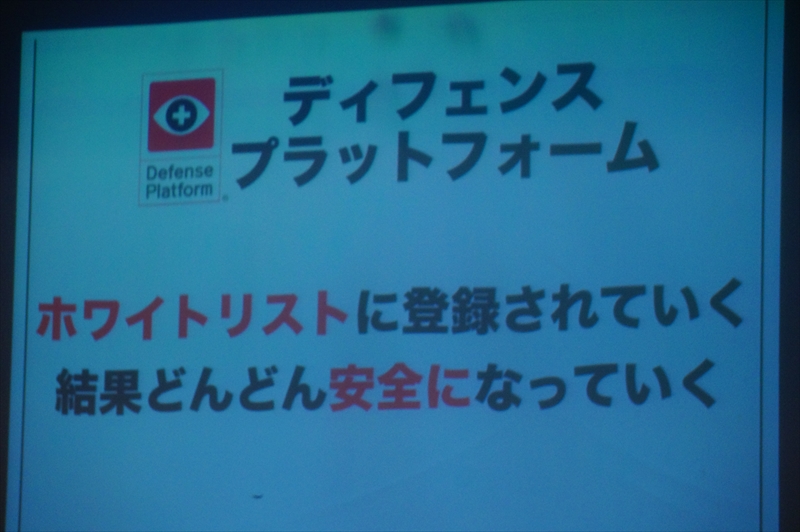 Defense
Platform
®
ディフェンス
プラットフォーム
ホワイトリストに登録されていく
結果どんどん安全になっていく